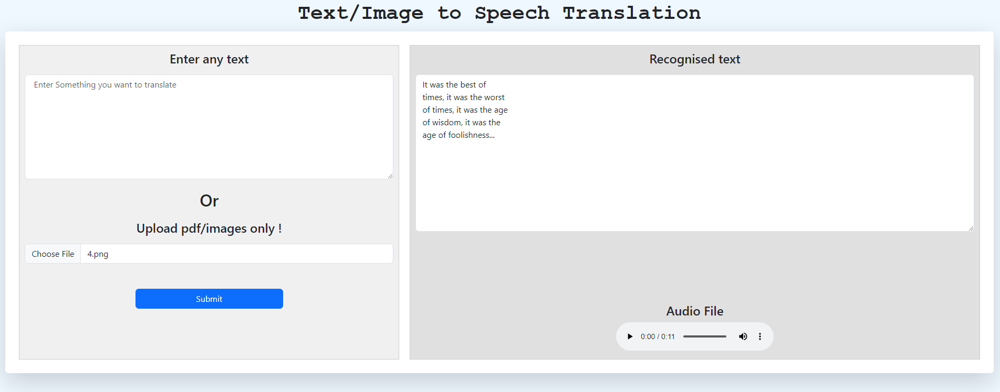 Text/Image to Speech Translation
Enter any text
Enter Something you want to translate
Or
Upload pdf/images only !
Choose File 4.png
Submit
Recognised text
It was the best of
times, it was the worst
of times, it was the age
of wisdom, it was the
age of foolishness...
Audio File
0:00 / 0:11